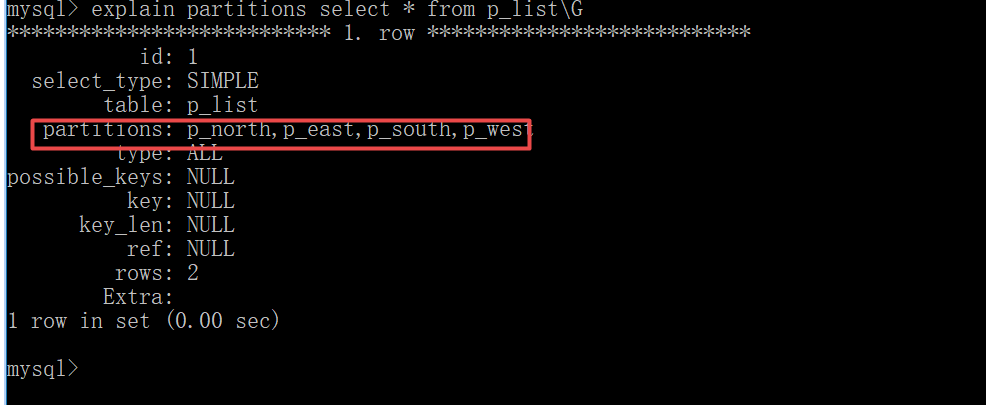 mysql> explain partitions select * from p_list\G
*************************** 1. row ***************************
id: 1
select_type: SIMPLE
table: p_list
partitions: p_north,p_east,p_south,p_west
type: ALL
possible_keys: NULL
key: NULL
key_len: NULL
ref: NULL
rows: 2
Extra:
1 row in set (0.00 sec)
mysql>